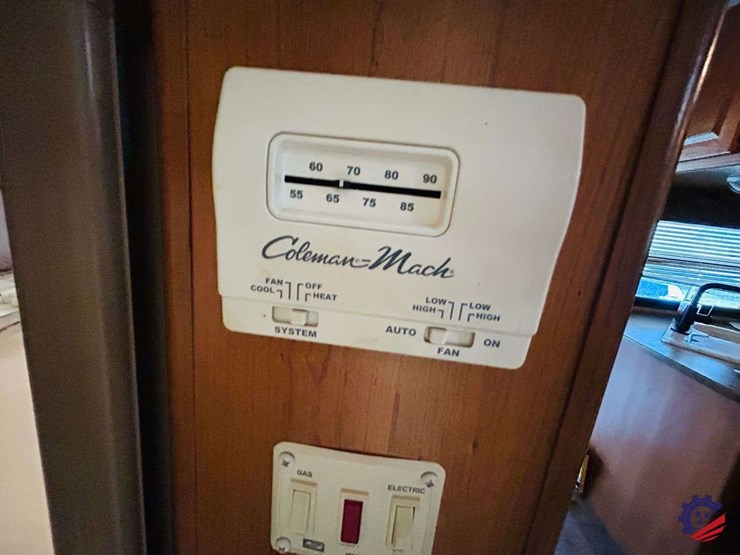 60 70 80 90
55 65 75 85
Coleman-Mach
FAN OFF
COOL HEAT
SYSTEM
LOW LOW
HIGH HIGH
AUTO ON
FAN
GAS
ELECTRIC